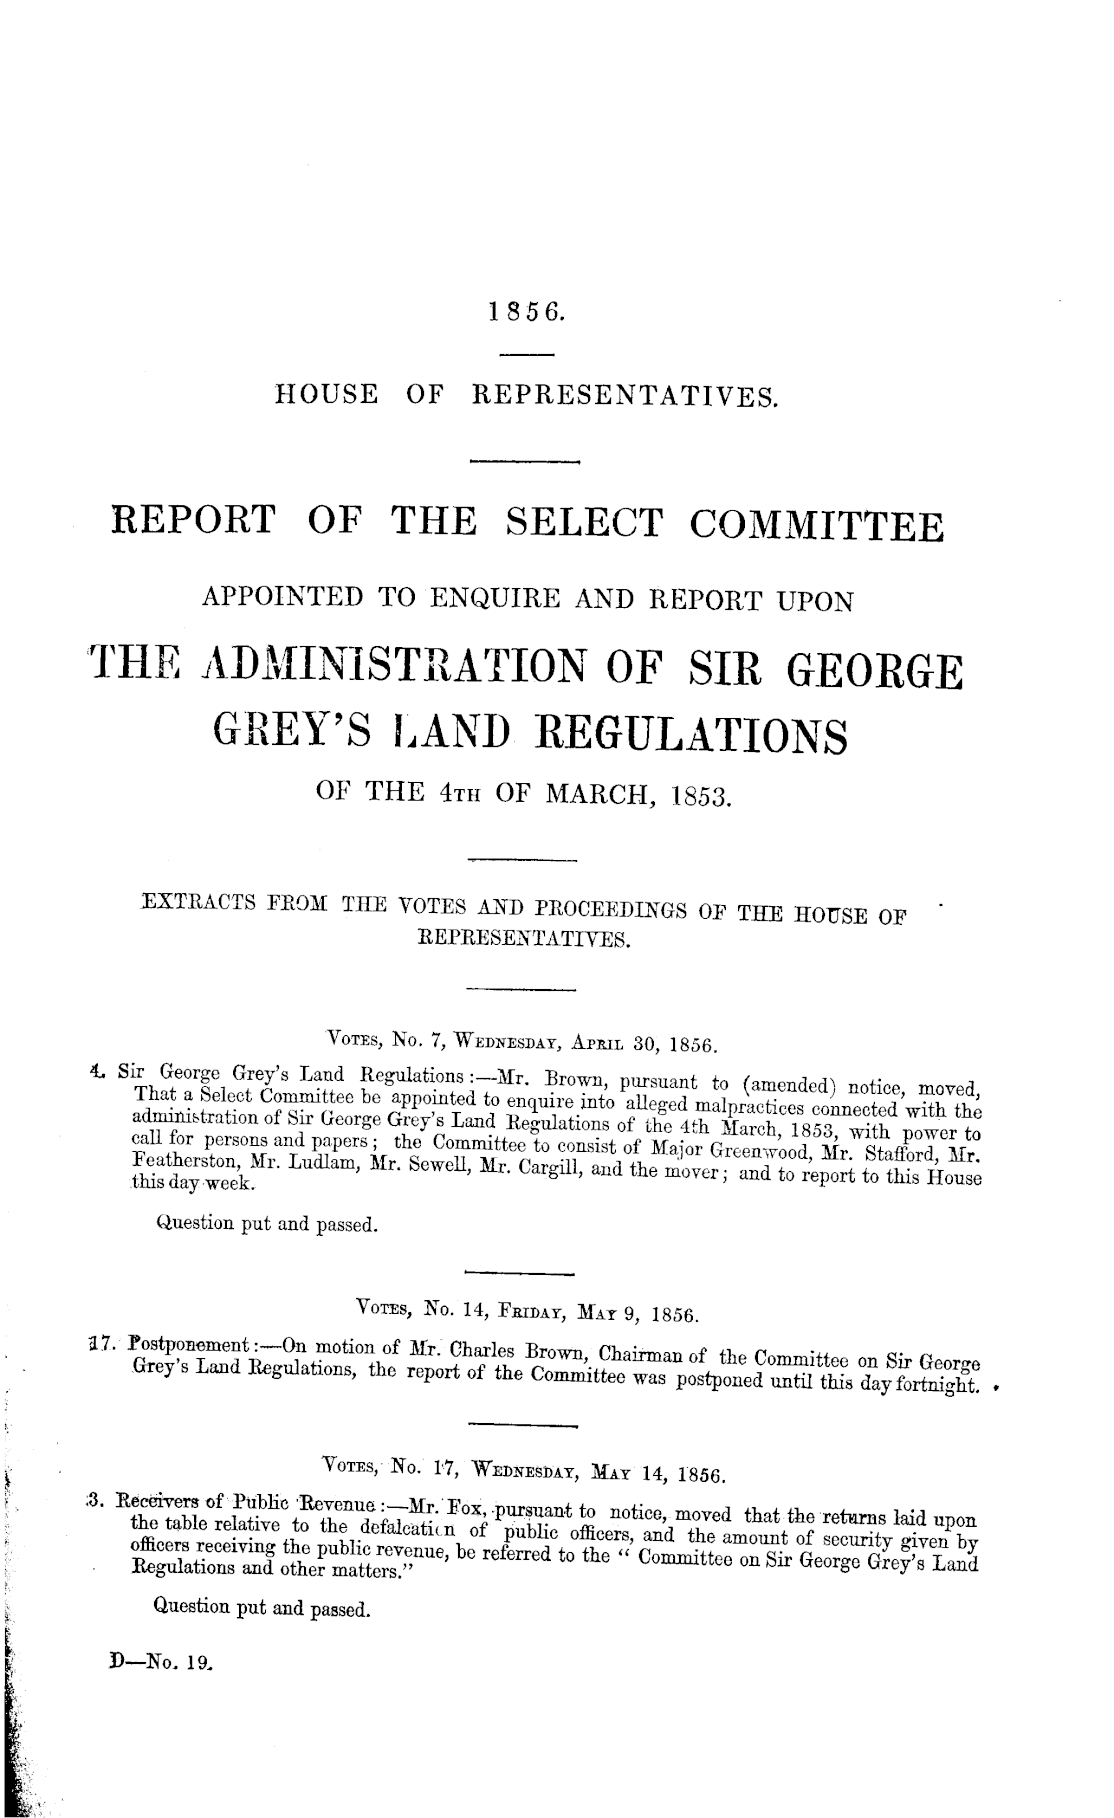 1856.
HOUSE OF REPRESENTATIVES.
REPORT OF THE SELECT COMMITTEE
APPOINTED TO ENQUIRE AND REPORT UPON
THE ADMINISTRATION OF SIR GEORGE
GREY'S LAND REGULATIONS
OF THE 4TH OF MARCH, 1853.
EXTRACTS FROM THE VOTES AND PROCEEDINGS OF THE HOUSE OF
REPRESENTATIVES.
VOTES, No. 7, WEDNESDAY, APRIL 30, 1856.
4. Sir George Grey's Land Regulations:—Mr. Brown, pursuant to (amended) notice, moved,
That a Select Committee be appointed to enquire into alleged malpractices connected with the
administration of Sir George Grey's Land Regulations of the 4th March, 1853, with power to
call for persons and papers; the Committee to consist of Major Greenwood, Mr. Stafford, Mr.
Featherston, Mr. Ludlam, Mr. Sewell, Mr. Cargill, and the mover; and to report to this House
this day week.
Question put and passed.
VOTES, No. 14, FRIDAY, MAY 9, 1856.
17. Postponement:—On motion of Mr. Charles Brown, Chairman of the Committee on Sir George
Grey's Land Regulations, the report of the Committee was postponed until this day fortnight.
VOTES, No. 17, WEDNESDAY, MAY 14, 1856.
3. Receivers of Public Revenue:—Mr. Fox, pursuant to notice, moved that the returns laid upon
the table relative to the defalcation of public officers, and the amount of security given by
officers receiving the public revenue, be referred to the "Committee on Sir George Grey's Land
Regulations and other matters."
Question put and passed.
D—No. 19.